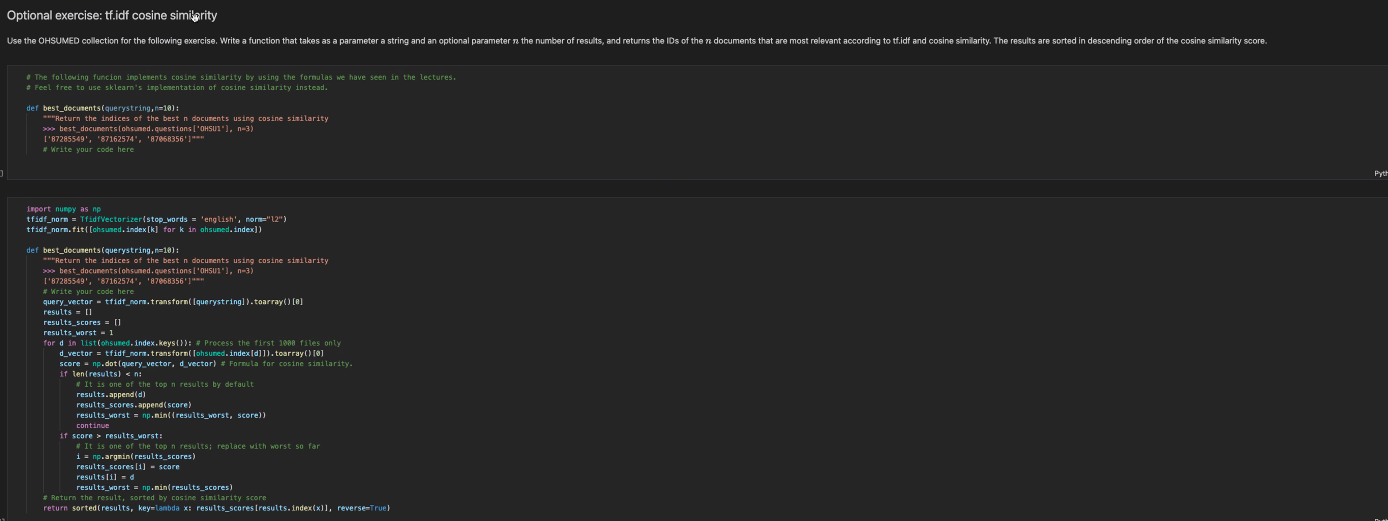 Optional exercise: tf.idf cosine similarity
Use the OHSUMED collection for the following exercise. Write a function that takes as a parameter a string and an optional parameter n the number of results, and returns the IDs of the n documents that are most relevant according to tf.idf and cosine similarity. The results are sorted in descending order of the cosine similarity score.
# The following funcion implements cosine similarity by using the formulas we have seen in the lectures.
# Feel free to use sklearn's implementation of cosine similarity instead.
def best_documents(querystring,n=10):
"""Return the indices of the best n documents using cosine similarity
>>> best_documents(ohsumed.questions['OHSU1'], n=3)
['87285549', '87162574', '87068356']"""
# Write your code here
Pyth
import numpy as np
tfidf_norm = TfidfVectorizer(stop_words = 'english', norm="l2")
tfidf_norm.fit([ohsumed.index[k] for k in ohsumed.index])
def best_documents(querystring,n=10):
"""Return the indices of the best n documents using cosine similarity
>>> best_documents(ohsumed.questions['OHSU1'], n=3)
['87285549', '87162574', '87068356']"""
# Write your code here
query_vector = tfidf_norm.transform([querystring]).toarray()[0]
results = []
results_scores = []
results_worst = 1
for d in list(ohsumed.index.keys()): # Process the first 1000 files only
d_vector = tfidf_norm.transform([ohsumed.index[d]]).toarray()[0]
score = np.dot(query_vector, d_vector) # Formula for cosine similarity.
if len(results) < n:
# It is one of the top n results by default
results.append(d)
results_scores.append(score)
results_worst = np.min((results_worst, score))
continue
if score > results_worst:
# It is one of the top n results; replace with worst so far
i = np.argmin(results_scores)
results_scores[i] = score
results[i] = d
results_worst = np.min(results_scores)
# Return the result, sorted by cosine similarity score
return sorted(results, key=lambda x: results_scores[results.index(x)], reverse=True)